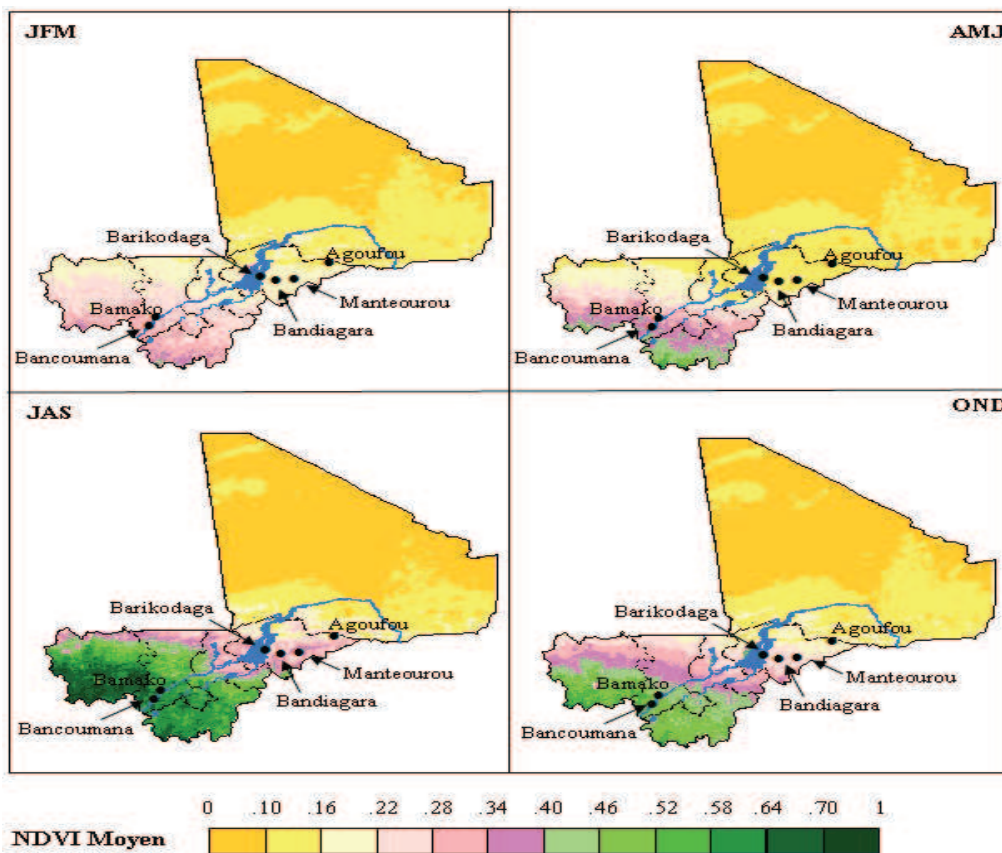 JFM
AMJ
Barikodaga
Agoufou
Bamako
Manteourou
Bandiagara
Bancoumana
Barikodaga
Agoufou
Bamako
Manteourou
Bandiagara
Bancoumana
JAS
OND
Barikodaga
Agoufou
Bamako
Manteourou
Bandiagara
Bancoumana
Barikodaga
Agoufou
Bamako
Manteourou
Bandiagara
Bancoumana
0 .10 .16 .22 .28 .34 .40 .46 .52 .58 .64 .70 1
NDVI Moyen